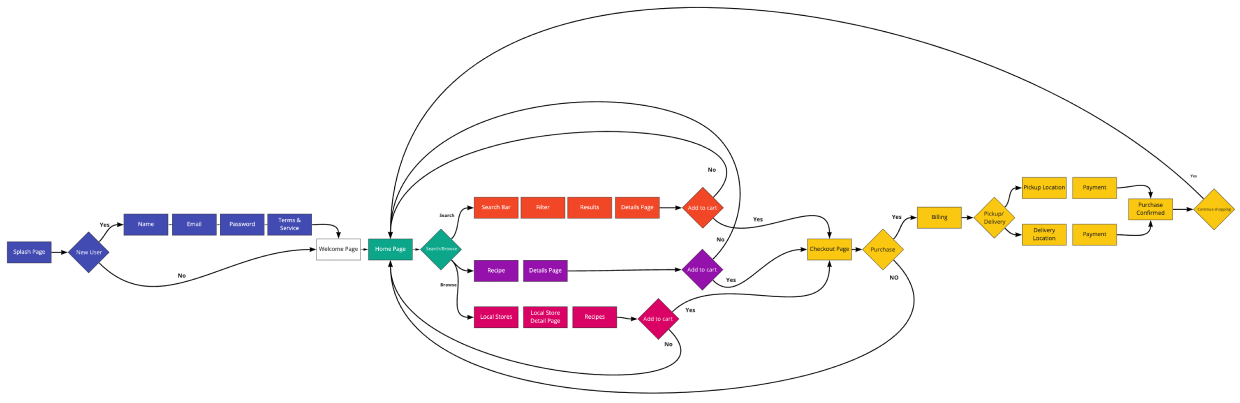 Splash Page
New User
Yes
No
Name
Email
Password
Terms &
Service
Welcome Page
Home Page
Search/Browse
Search
Browse
Search Bar
Filter
Results
Details Page
Add to cart
No
Yes
Recipe
Details Page
Add to cart
No
Yes
Local Stores
Local Store
Detail Page
Recipes
Add to cart
Yes
No
Checkout Page
Purchase
Yes
NO
Billing
Pickup/
Delivery
Pickup Location
Payment
Delivery
Location
Payment
Purchase
Confirmed
Continue shopping
Yes